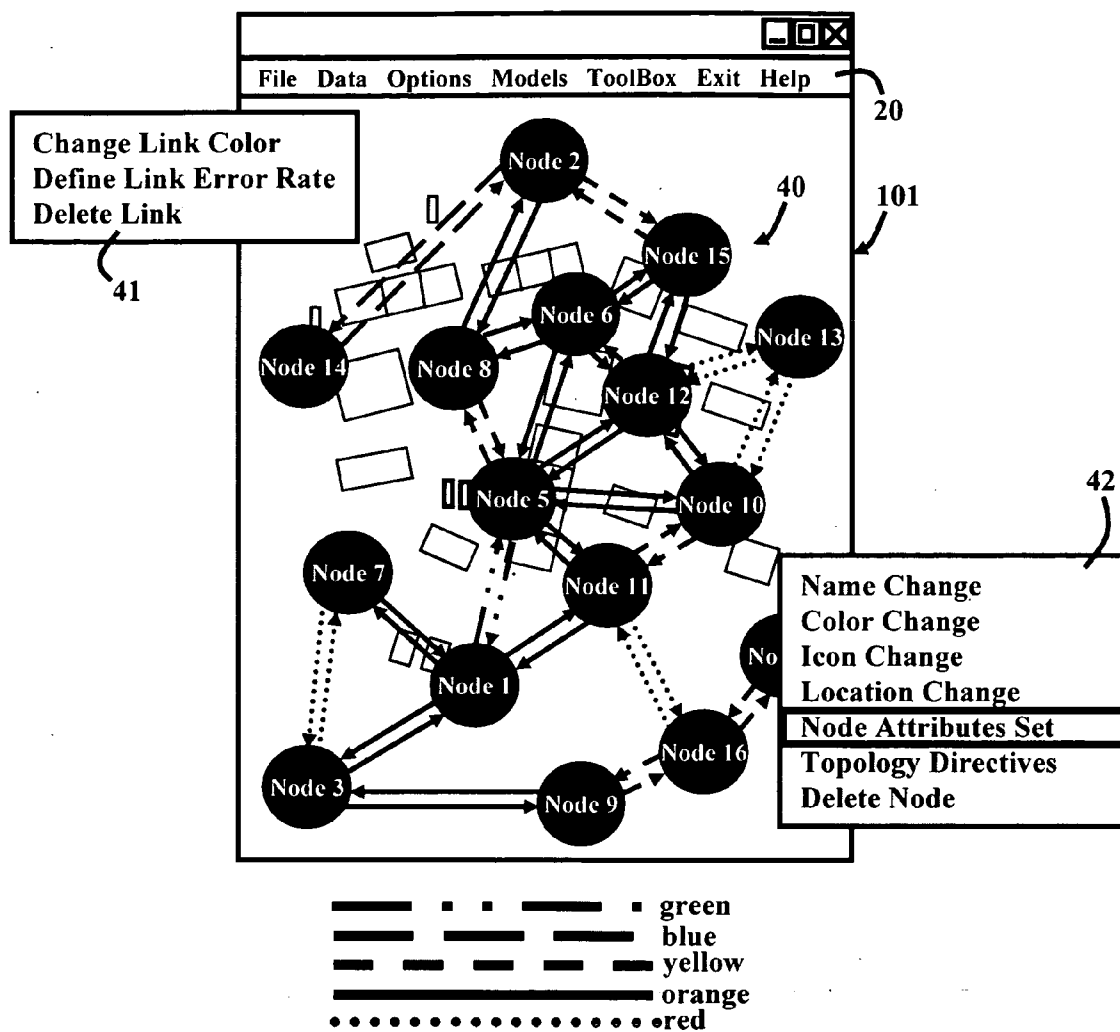 File Data Options Models ToolBox Exit Help
20
Change Link Color
Define Link Error Rate
Delete Link
41
Node 2
40
101
Node 15
Node 6
Node 13
Node 14
Node 8
Node 12
Node 5
Node 10
42
Node 7
Node 11
Name Change
Color Change
Icon Change
Location Change
Node Attributes Set
Topology Directives
Delete Node
No
Node 1
Node 16
Node 3
Node 9
green
blue
yellow
orange
red